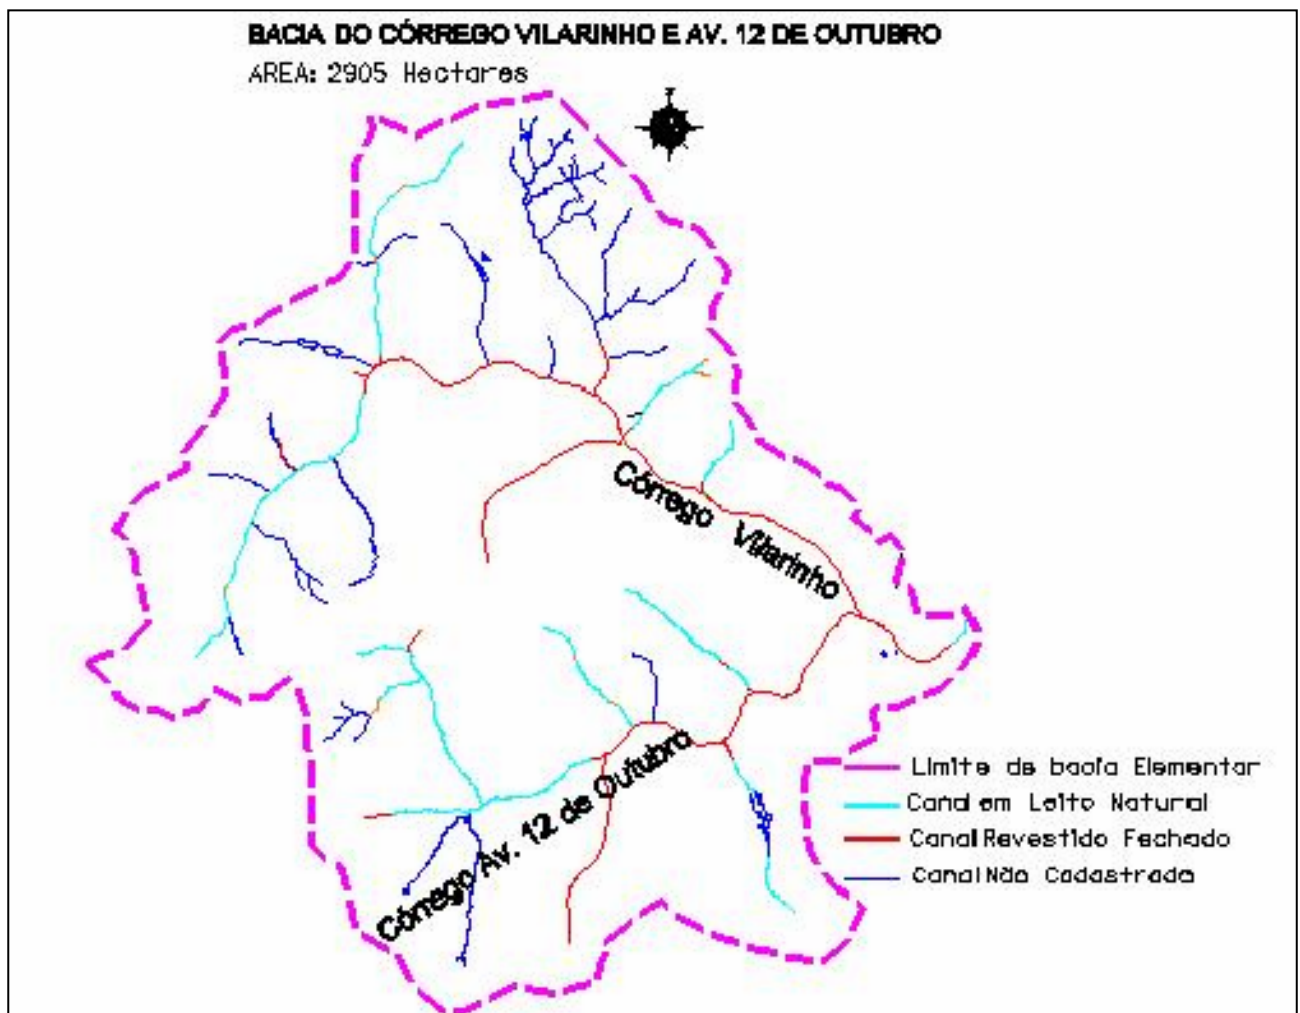 BACIA DO CÓRREGO VILARINHO E AV. 12 DE OUTUBRO
AREA: 2905 Hectares
Córrego Vilarinho
Córrego Av. 12 de Outubro
Limite de bacia Elementar
Canal em Leito Natural
Canal Revestido Fechado
Canal Não Cadastrado